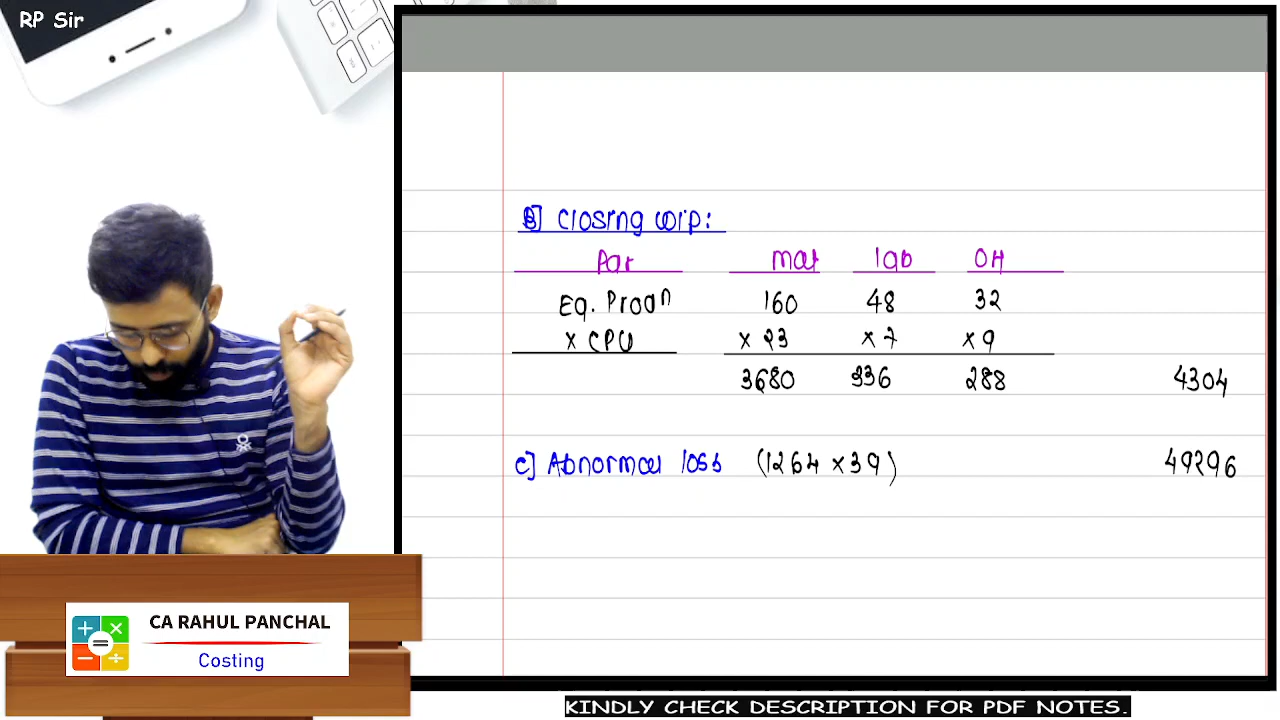 RP Sir
B] Closing WIP:
Par Mat lab OH
Eq. Prodn 160 48 32
x CPU x 23 x 7 x 9
3680 336 288 4304
C] Abnormal loss (1264 x 39) 49296
CA RAHUL PANCHAL
Costing
KINDLY CHECK DESCRIPTION FOR PDF NOTES.